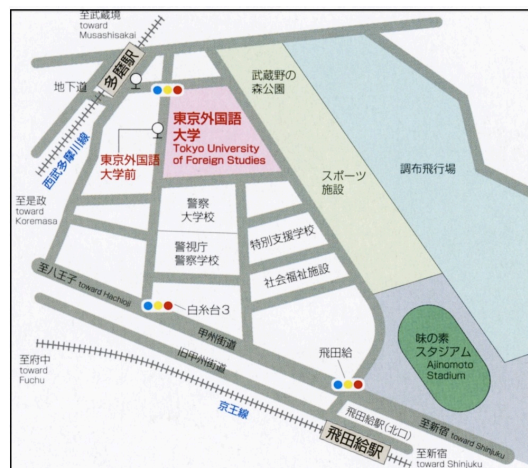 至武蔵境
toward
Musashisakai
多磨駅
地下道
西武多摩川線
東京外国語
大学前
東京外国語
大学
Tokyo University
of Foreign Studies
武蔵野の
森公園
調布飛行場
スポーツ
施設
至是政
toward
Koremasa
警察
大学校
警視庁
警察学校
特別支援学校
社会福祉施設
至八王子 toward Hachioji
白糸台3
甲州街道
旧甲州街道
飛田給
味の素
スタジアム
Ajinomoto
Stadium
至府中
toward
Fuchu
京王線
飛田給駅(北口)
飛田給駅
至新宿 toward Shinjuku
至新宿
toward Shinjuku